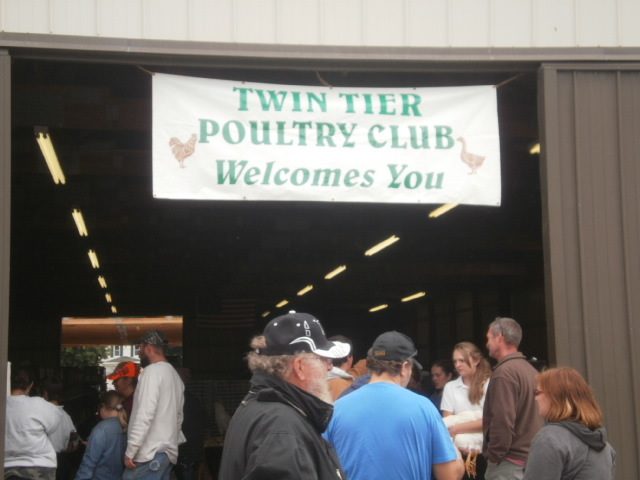 TWIN TIER
POULTRY CLUB
Welcomes You